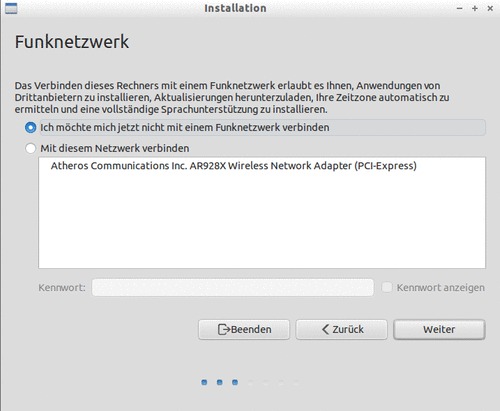 Installation
Funknetzwerk
Das Verbinden dieses Rechners mit einem Funknetzwerk erlaubt es Ihnen, Anwendungen von
Drittanbietern zu installieren, Aktualisierungen herunterzuladen, Ihre Zeitzone automatisch zu
ermitteln und eine vollständige Sprachunterstützung zu installieren.
Ich möchte mich jetzt nicht mit einem Funknetzwerk verbinden
Mit diesem Netzwerk verbinden
Atheros Communications Inc. AR928X Wireless Network Adapter (PCI-Express)
Kennwort:
Kennwort anzeigen
Beenden
Zurück
Weiter